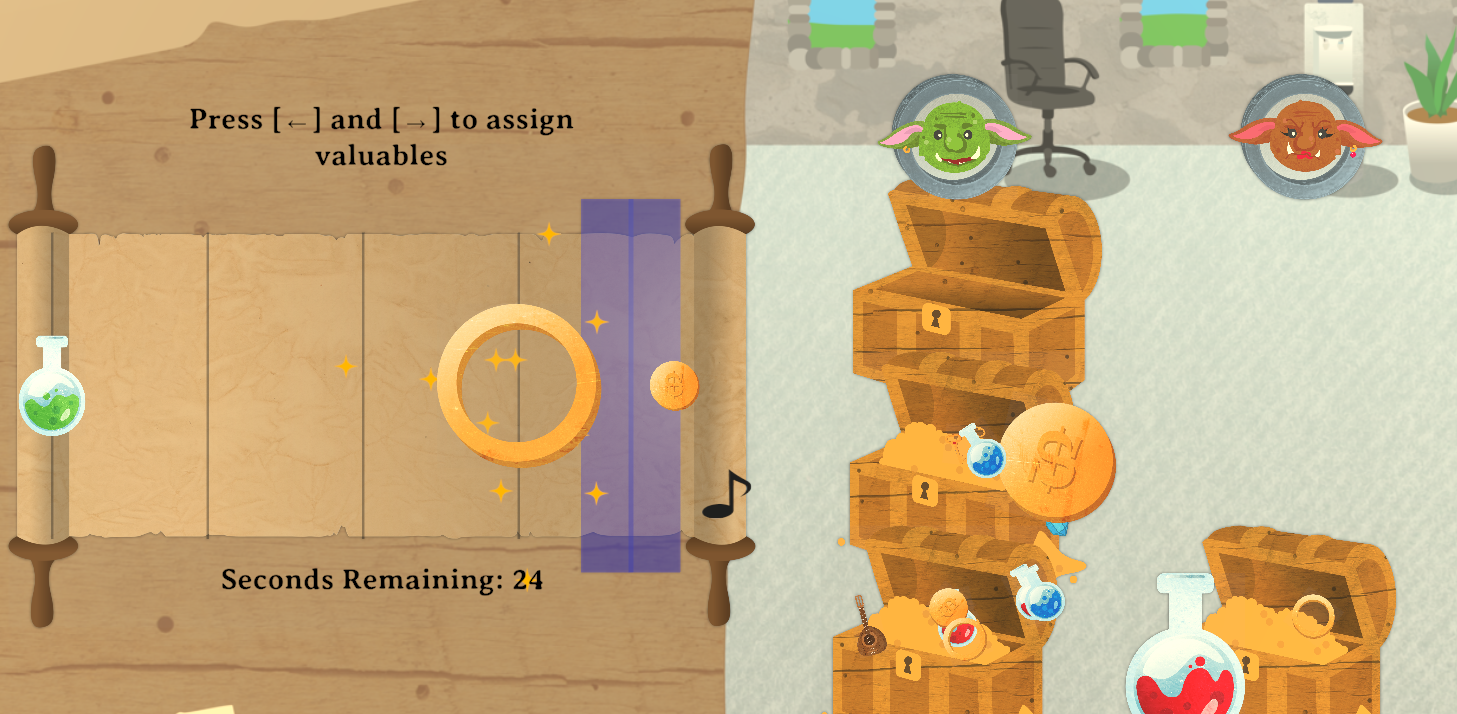 Press [←] and [→] to assign
valuables
Seconds Remaining: 24